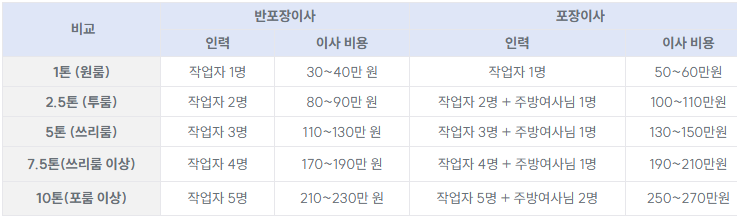 비교 반포장이사 포장이사
인력 이사 비용 인력 이사 비용
1톤 (원룸) 작업자 1명 30~40만 원 작업자 1명 50~60만원
2.5톤 (투룸) 작업자 2명 80~90만 원 작업자 2명 + 주방여사님 1명 100~110만원
5톤 (쓰리룸) 작업자 3명 110~130만 원 작업자 3명 + 주방여사님 1명 130~150만원
7.5톤(쓰리룸 이상) 작업자 4명 170~190만 원 작업자 4명 + 주방여사님 1명 190~210만원
10톤(포룸 이상) 작업자 5명 210~230만 원 작업자 5명 + 주방여사님 2명 250~270만원